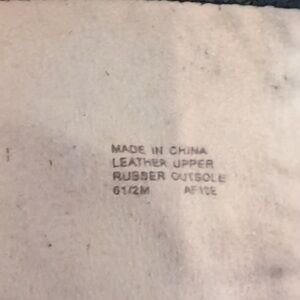 MADE IN CHINA
LEATHER UPPER
RUBBER OUTSOLE
61/2M